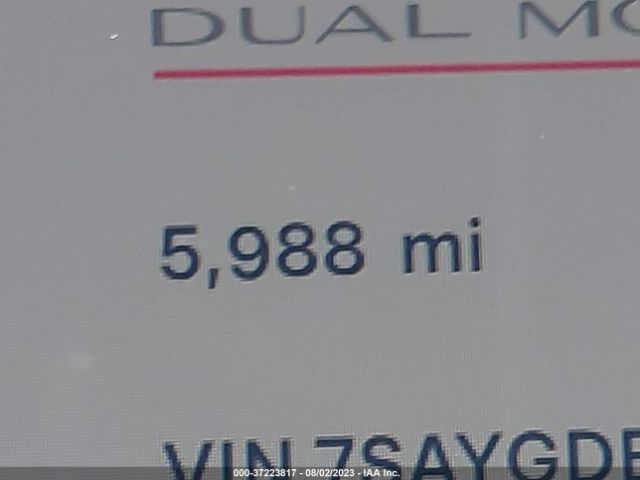 DUAL MO
5,988 mi
VIN 7SAYGDE
000-37223817 - 08/02/2023 - IAA Inc.